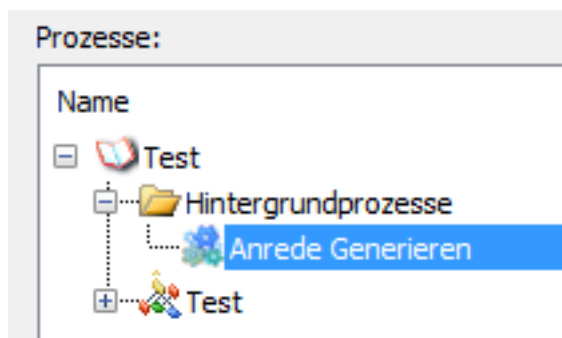 Prozesse:
Name
Test
Hintergrundprozesse
Anrede Generieren
Test